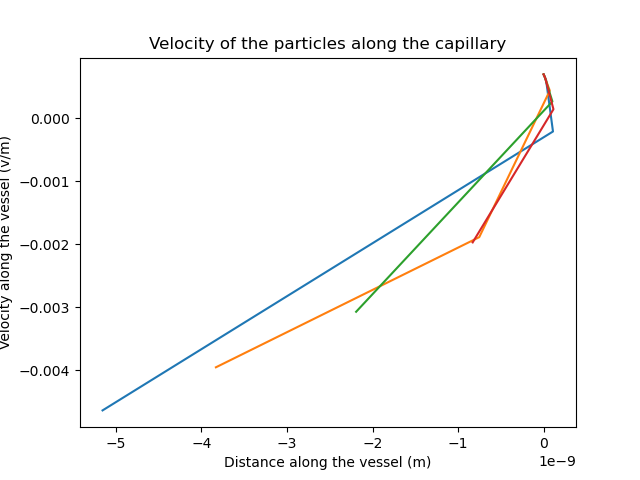 Velocity of the particles along the capillary
Velocity along the vessel (v/m)
0.000
−0.001
−0.002
−0.003
−0.004
−5
−4
−3
−2
−1
0
1e−9
Distance along the vessel (m)